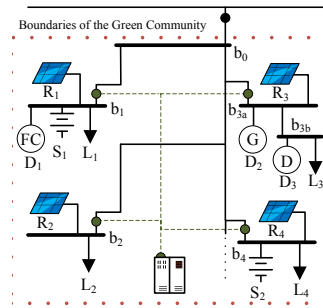 Boundaries of the Green Community
b0
R1
R3
b1
b3a
b3b
FC
G
D
D1
S1
L1
D2
D3
L3
R2
R4
b2
b4
L2
S2
L4